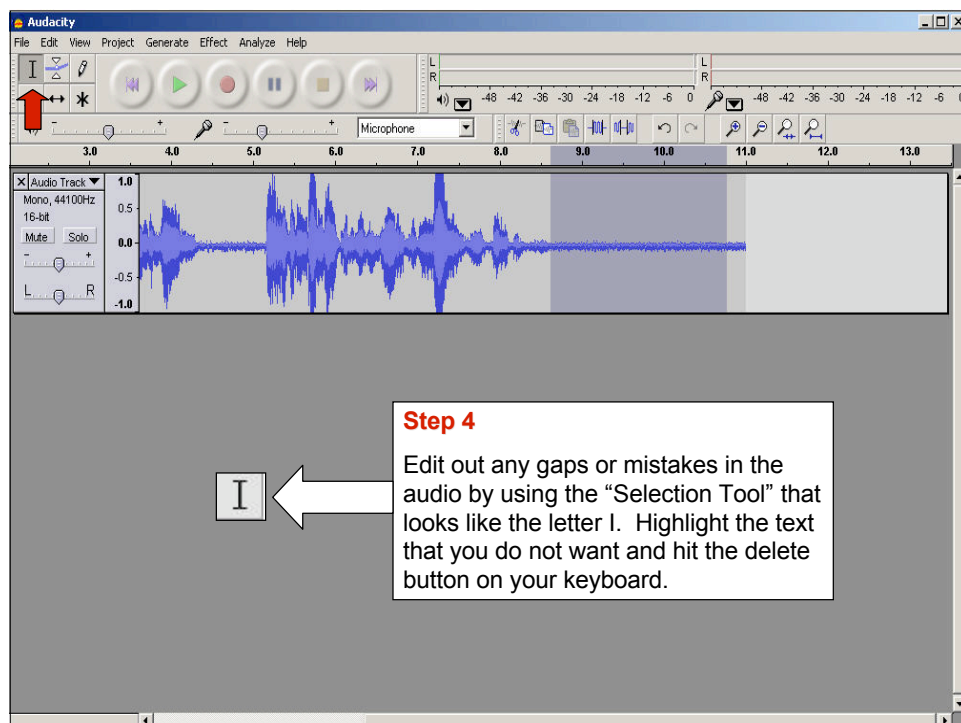 Audacity
File Edit View Project Generate Effect Analyze Help
L
R
-48 -42 -36 -30 -24 -18 -12 -6 0
L
R
-48 -42 -36 -30 -24 -18 -12 -6 0
- +
- +
Microphone
3.0 4.0 5.0 6.0 7.0 8.0 9.0 10.0 11.0 12.0 13.0
X Audio Track
Mono, 44100Hz
16-bit
Mute Solo
- +
L R
1.0
0.5
0.0
-0.5
-1.0
I
Step 4
Edit out any gaps or mistakes in the
audio by using the “Selection Tool” that
looks like the letter I. Highlight the text
that you do not want and hit the delete
button on your keyboard.